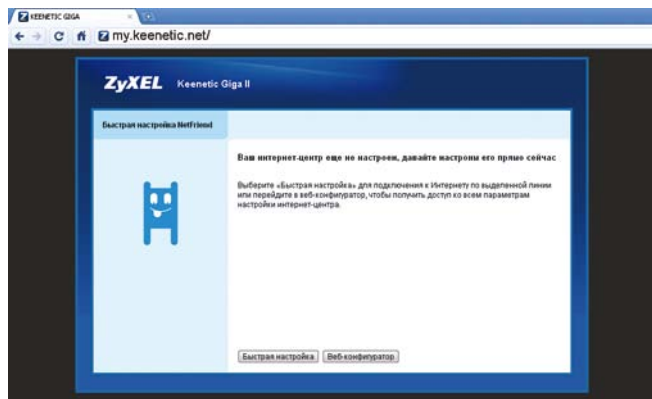 KEENETIC GIGA
my.keenetic.net/
ZyXEL Keenetic Giga II
Быстрая настройка NetFriend
Ваш интернет-центр еще не настроен, давайте настроим его прямо сейчас
Выберите «Быстрая настройка» для подключения к Интернету по выделенной линии
или перейдите в веб-конфигуратор, чтобы получить доступ ко всем параметрам
настройки интернет-центра.
Быстрая настройка Веб-конфигуратор